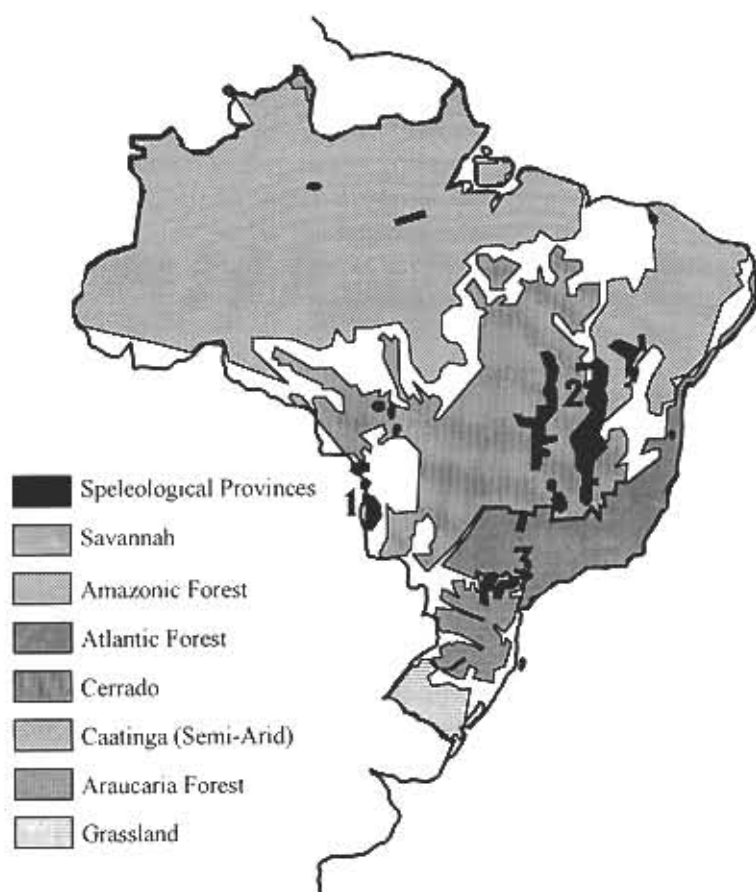 2
1
3
Speleological Provinces
Savannah
Amazonic Forest
Atlantic Forest
Cerrado
Caatinga (Semi-Arid)
Araucaria Forest
Grassland